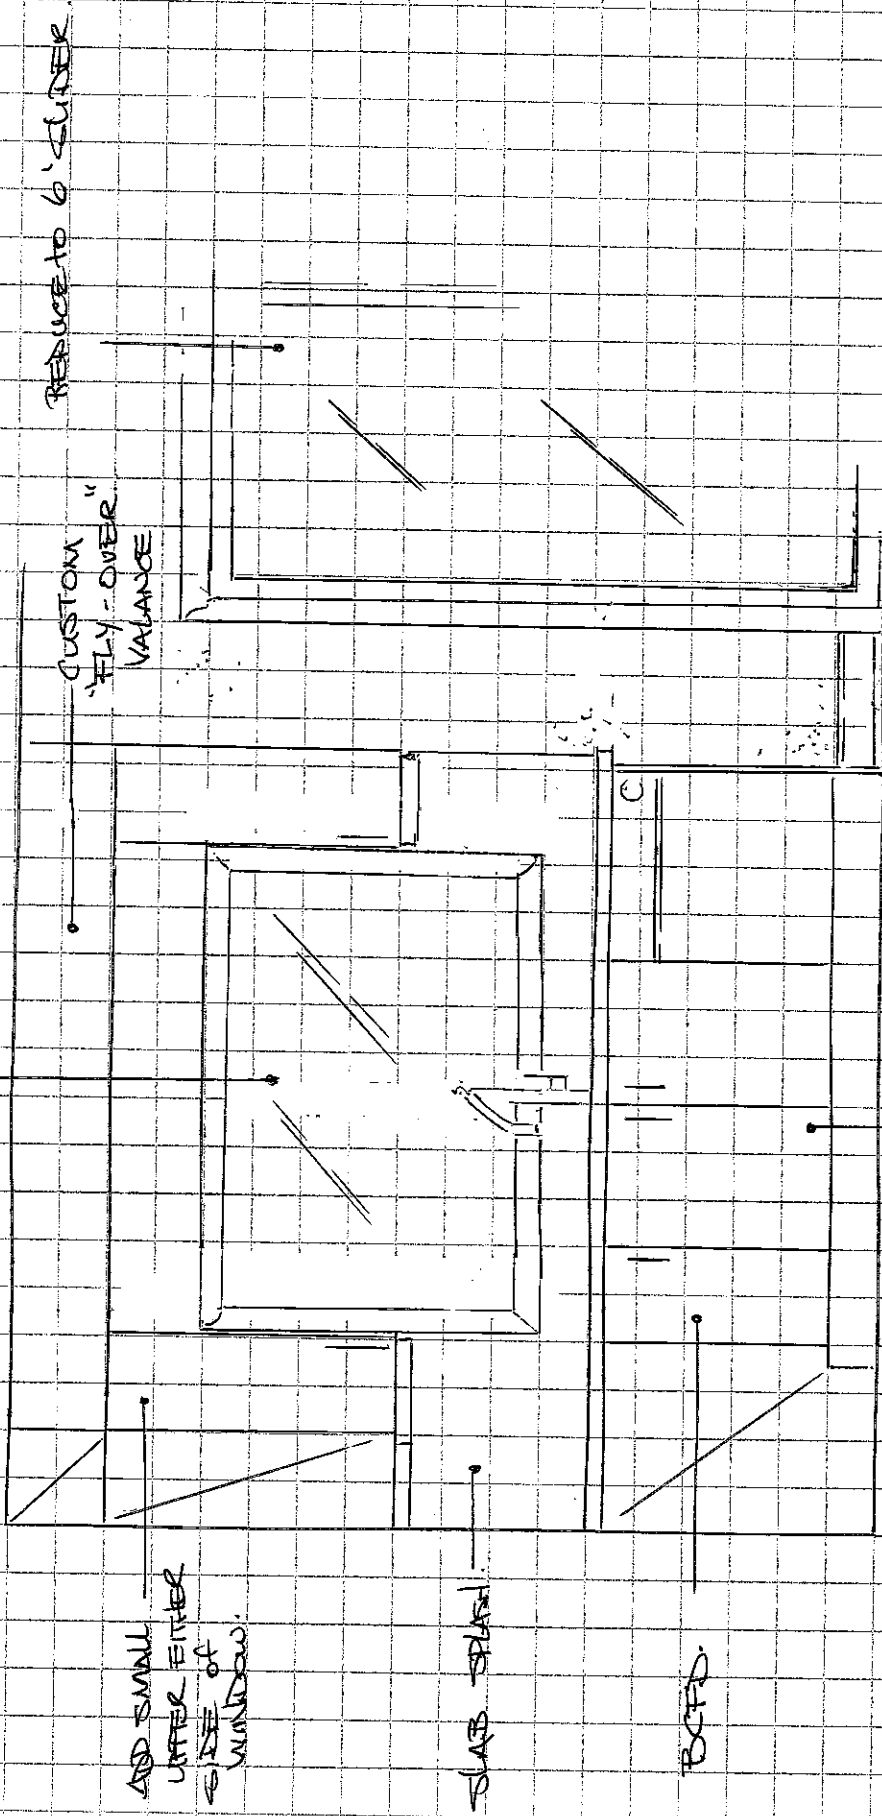 ADD SMALL
UPPER EITHER
SIDE of
WINDOW.
SLAB SPLASH.
BCFD.
CUSTOM
"FLY-OVER"
VALANCE
REDUCE to 6' SLIDER